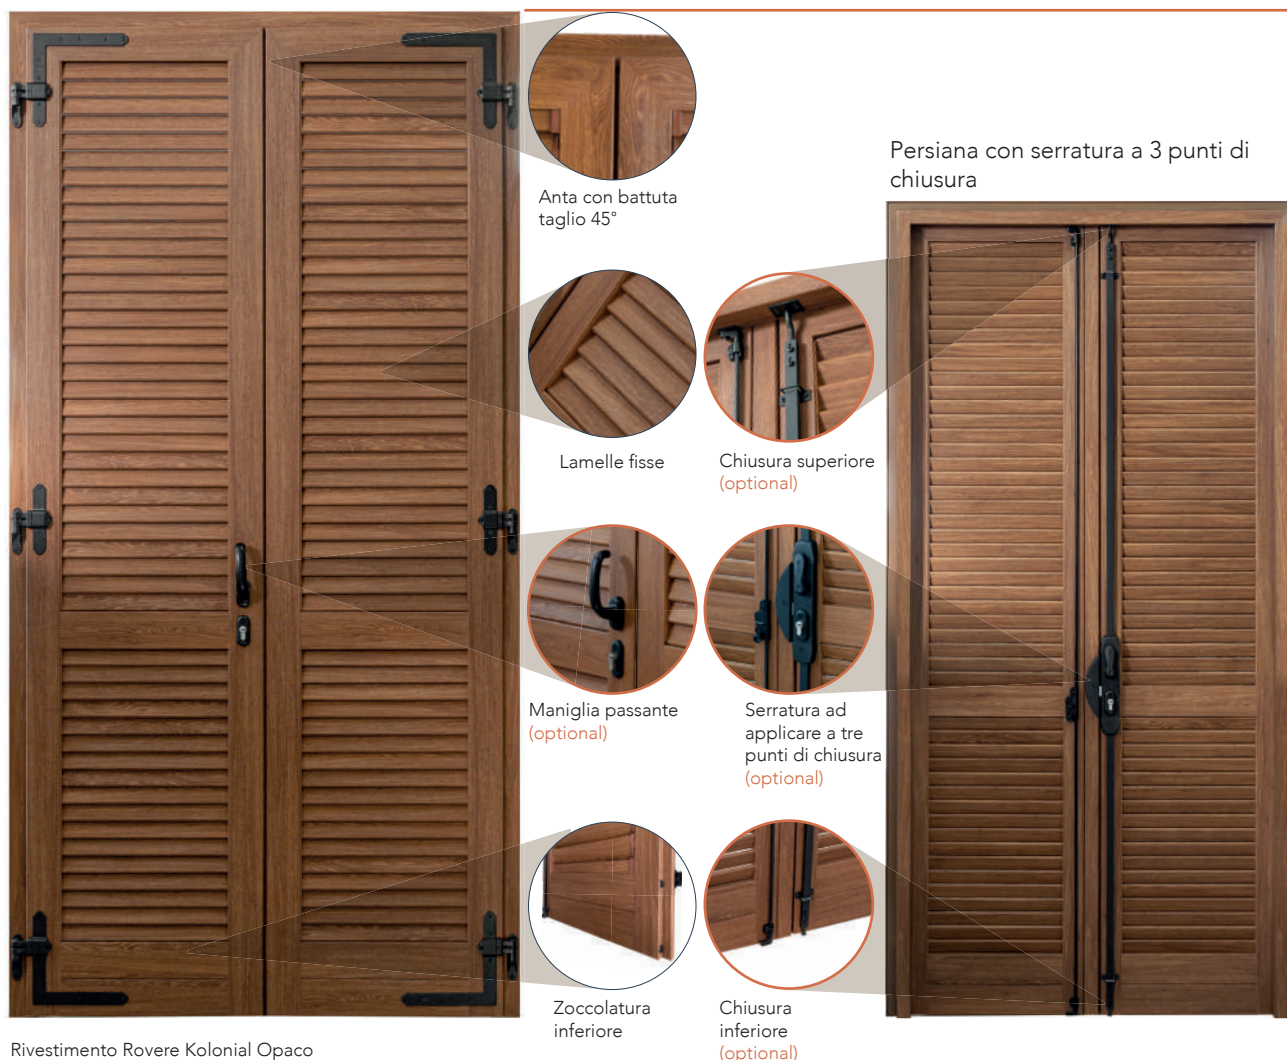 Anta con battuta
taglio 45°
Persiana con serratura a 3 punti di
chiusura
Lamelle fisse
Chiusura superiore
(optional)
Maniglia passante
(optional)
Serratura ad
applicare a tre
punti di chiusura
(optional)
Zoccolatura
inferiore
Chiusura
inferiore
(optional)
Rivestimento Rovere Kolonial Opaco